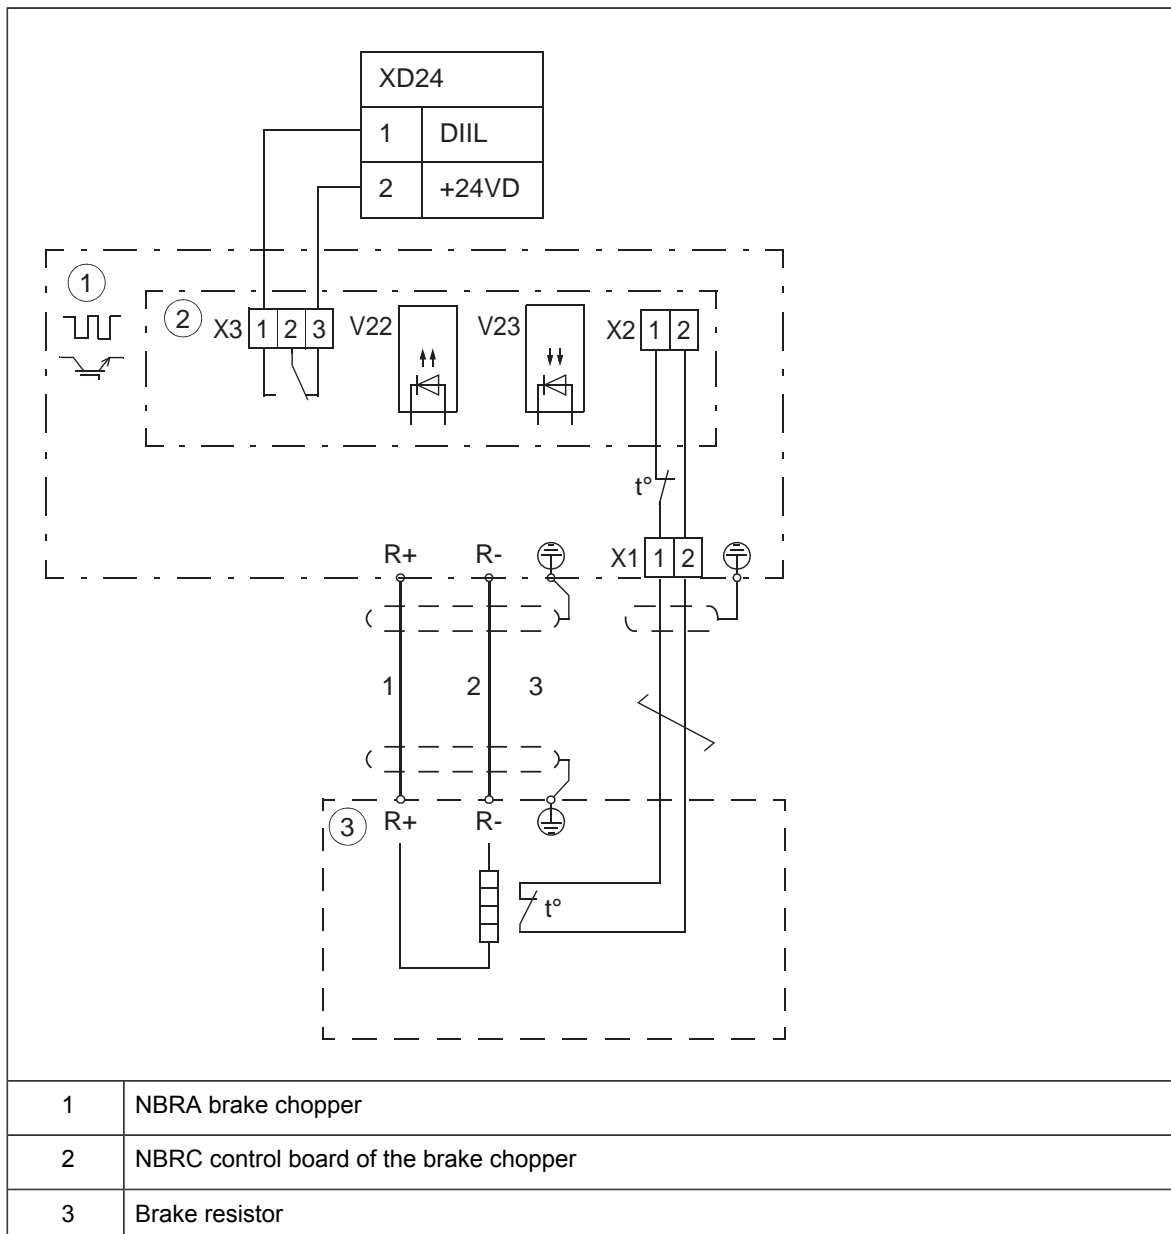 XD24
1 DIIL
2 +24VD
1
2 X3 1 2 3 V22 V23 X2 1 2
t°
R+ R- X1 1 2
1 2 3
3 R+ R-
t°
1 NBRA brake chopper
2 NBRC control board of the brake chopper
3 Brake resistor